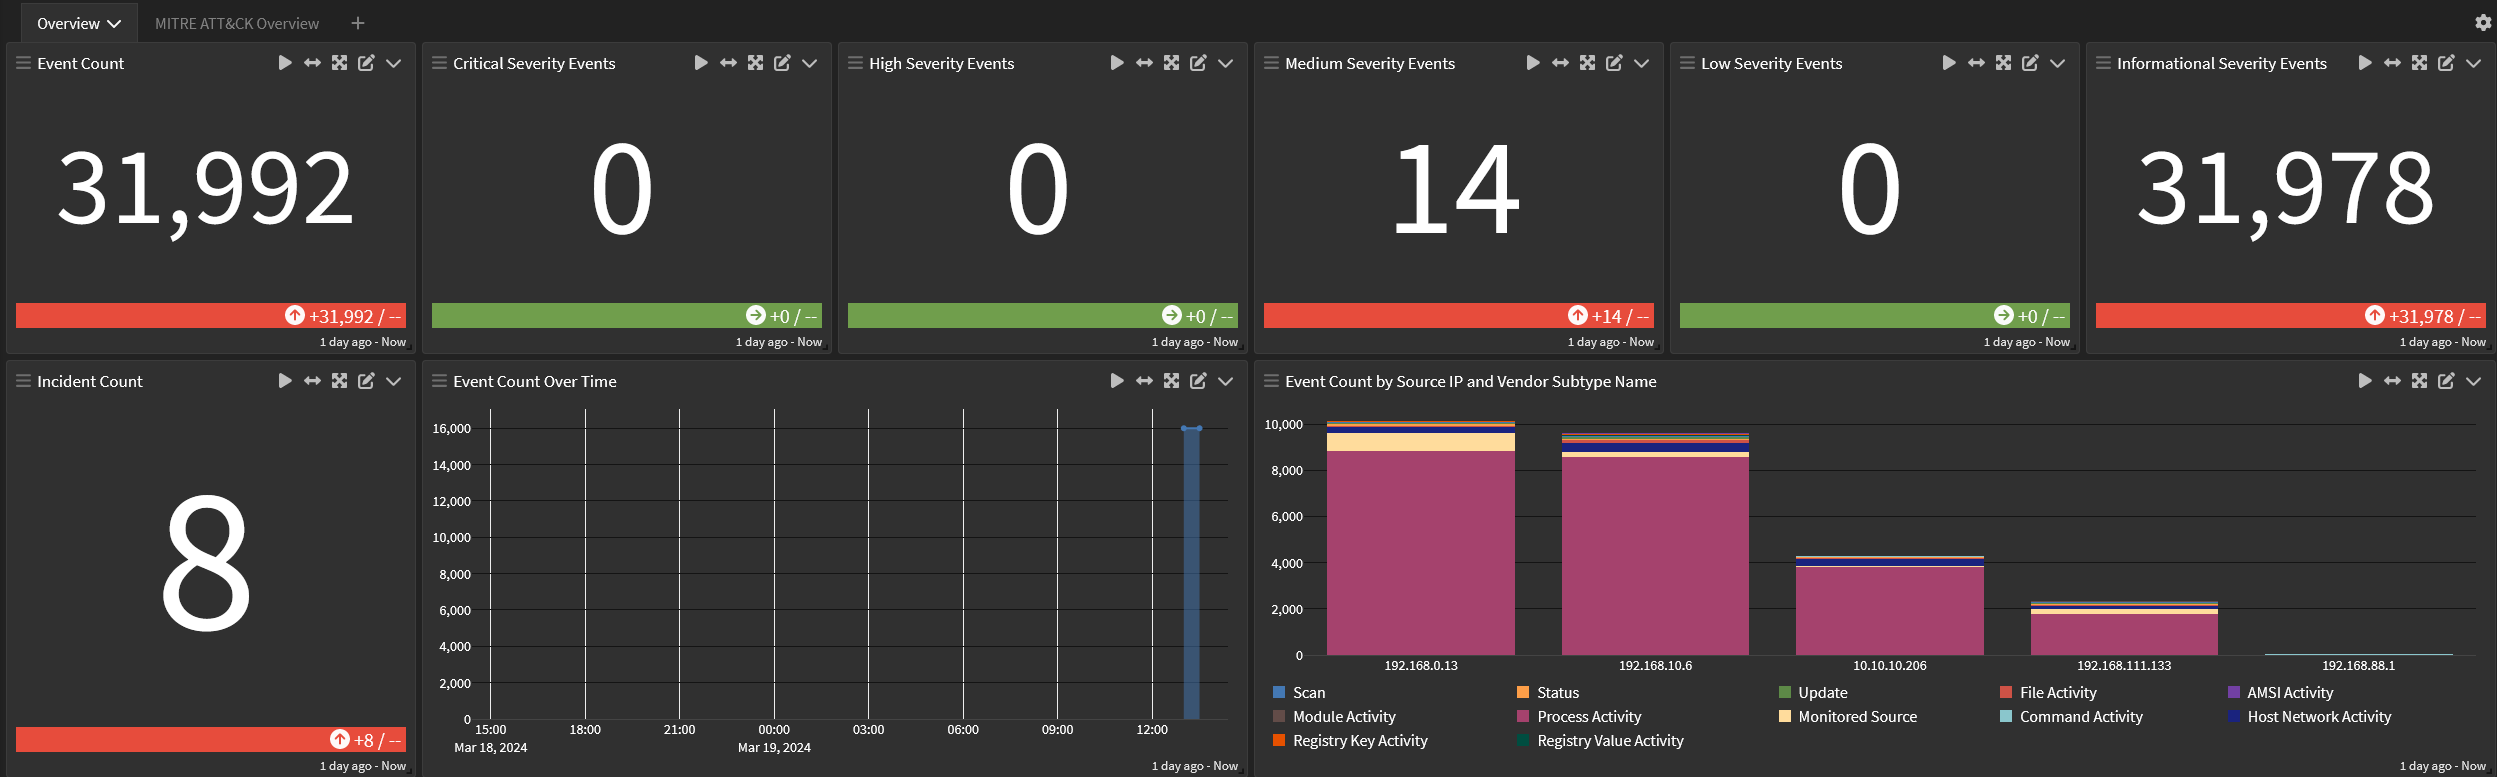 Overview
MITRE ATT&CK Overview
Event Count
31,992
+31,992 / --
1 day ago - Now
Critical Severity Events
0
+0 / --
1 day ago - Now
High Severity Events
0
+0 / --
1 day ago - Now
Medium Severity Events
14
+14 / --
1 day ago - Now
Low Severity Events
0
+0 / --
1 day ago - Now
Informational Severity Events
31,978
+31,978 / --
1 day ago - Now
Incident Count
8
+8 / --
1 day ago - Now
Event Count Over Time
16,000
14,000
12,000
10,000
8,000
6,000
4,000
2,000
0
15:00 18:00 21:00 00:00 03:00 06:00 09:00 12:00
Mar 18, 2024 Mar 19, 2024
1 day ago - Now
Event Count by Source IP and Vendor Subtype Name
10,000
8,000
6,000
4,000
2,000
0
192.168.0.13 192.168.10.6 10.10.10.206 192.168.111.133 192.168.88.1
Scan Status Update File Activity AMSI Activity
Module Activity Process Activity Monitored Source Command Activity Host Network Activity
Registry Key Activity Registry Value Activity
1 day ago - Now